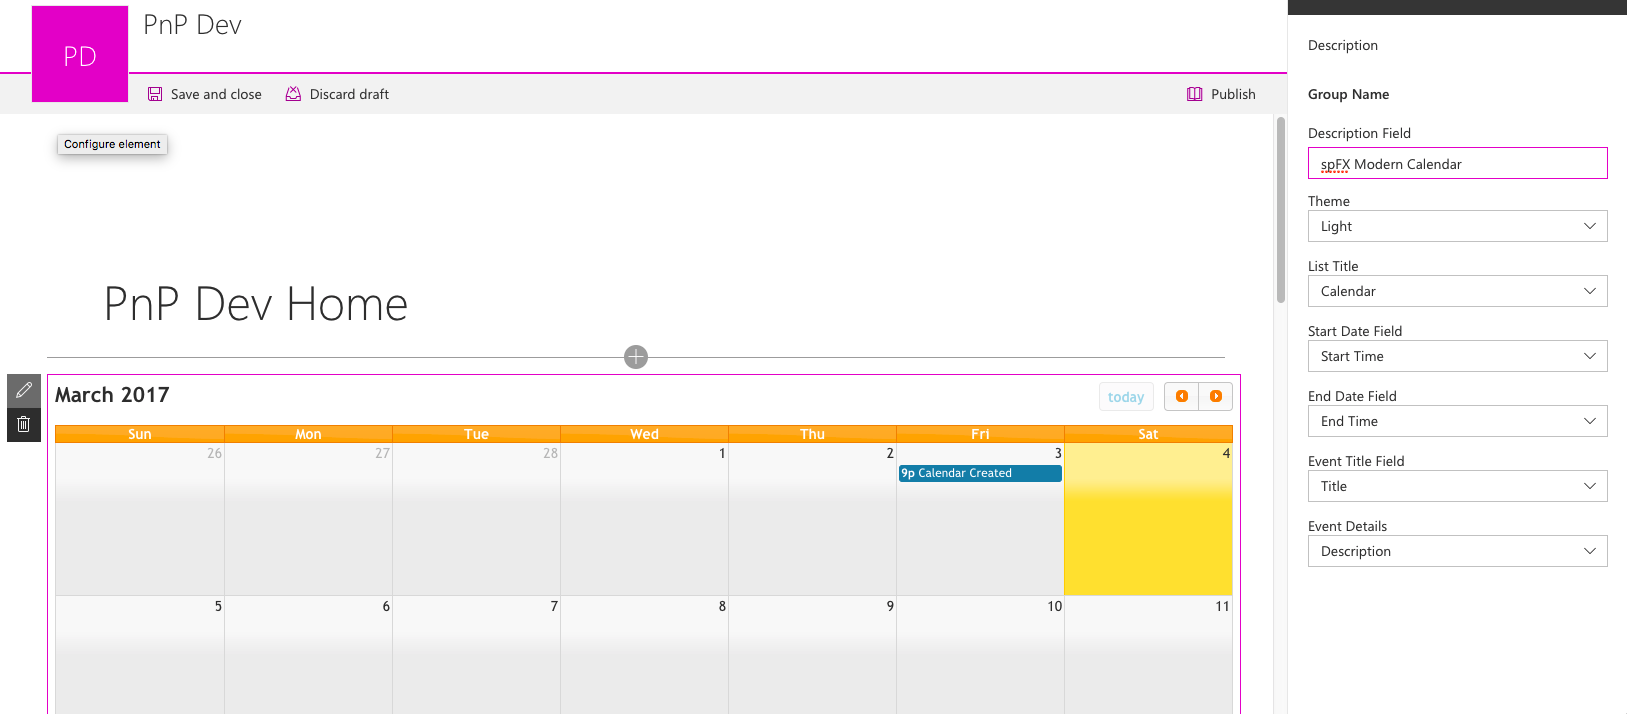 PnP Dev
PD
Save and close
Discard draft
Publish
Configure element
PnP Dev Home
March 2017
today
Sun Mon Tue Wed Thu Fri Sat
26 27 28 1 2 3 4
9p Calendar Created
5 6 7 8 9 10 11
Description
Group Name
Description Field
spFX Modern Calendar
Theme
Light
List Title
Calendar
Start Date Field
Start Time
End Date Field
End Time
Event Title Field
Title
Event Details
Description